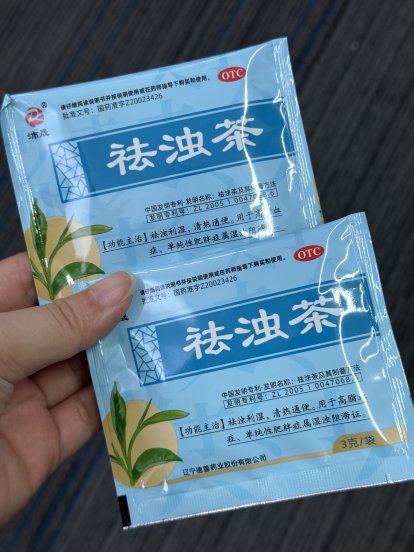 沛晟
请仔细阅读说明书并按说明使用或在药师指导下购买和使用。
批准文号：国药准字Z20023426
OTC
祛浊茶
中国发明专利·发明名称：祛浊茶及其制备方法
发明专利号：ZL 2005 1 0047068.6
【功能主治】祛浊利湿，清热通便。用于高脂血
症、单纯性肥胖症属湿浊阻滞
请仔细阅读说明书并按说明使用或在药师指导下购买和使用。
批准文号：国药准字Z20023426
OTC
祛浊茶
中国发明专利·发明名称：祛浊茶及其制备方法
发明专利号：ZL 2005 1 0047068.
【功能主治】祛浊利湿，清热通便。用于高脂血
症、单纯性肥胖症属湿浊阻滞证。
3克/袋
辽宁德善药业股份有限公司